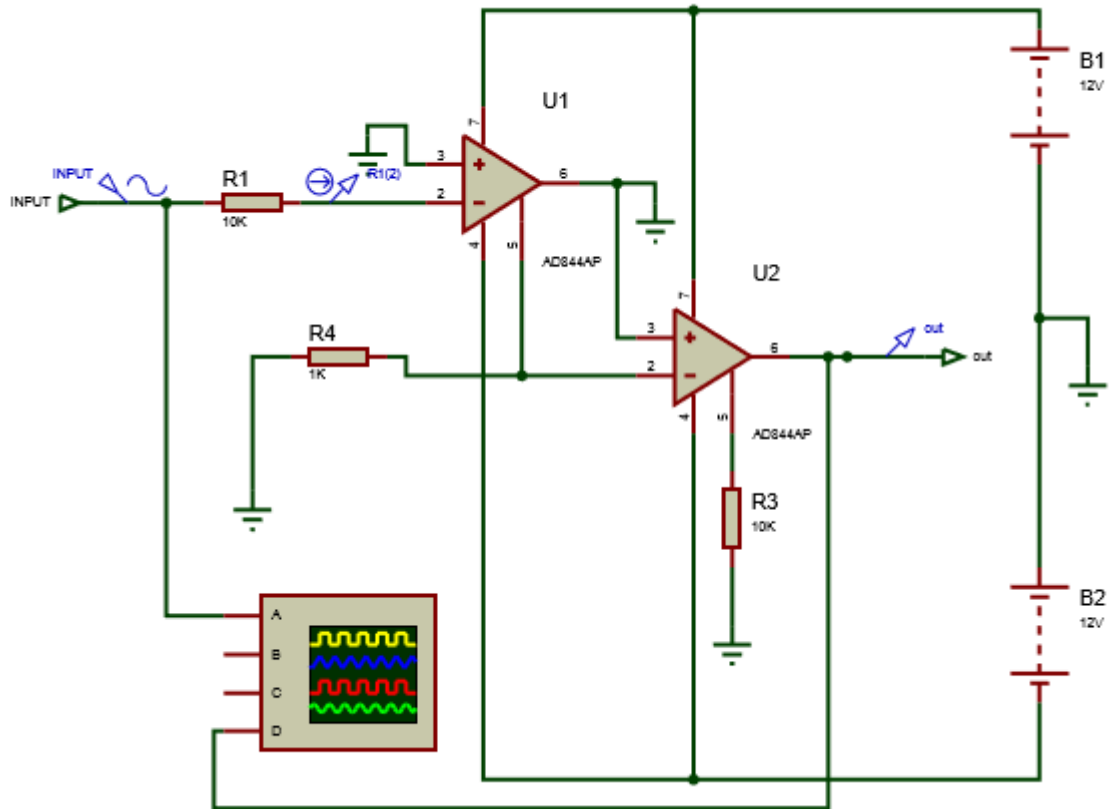 U1
7
3
2
6
4
5
AD844AP
INPUT
INPUT
R1
10K
R1(2)
B1
12V
U2
7
3
2
6
4
5
AD844AP
out
out
R4
1K
R3
10K
A
B
C
D
B2
12V